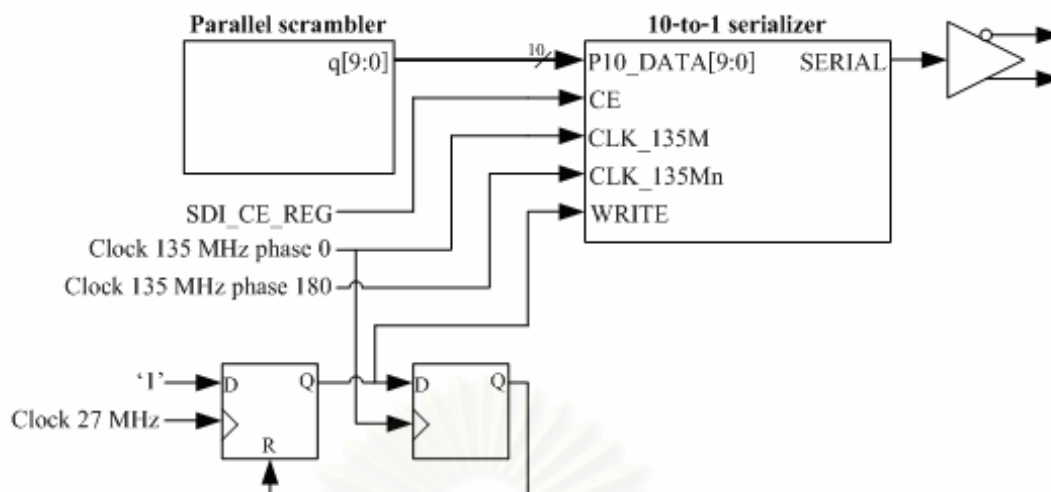 Parallel scrambler
10-to-1 serializer
q[9:0]
10
P10_DATA[9:0]
SERIAL
CE
CLK_135M
CLK_135Mn
WRITE
SDI_CE_REG
Clock 135 MHz phase 0
Clock 135 MHz phase 180
‘1’
D
Q
D
Q
Clock 27 MHz
R